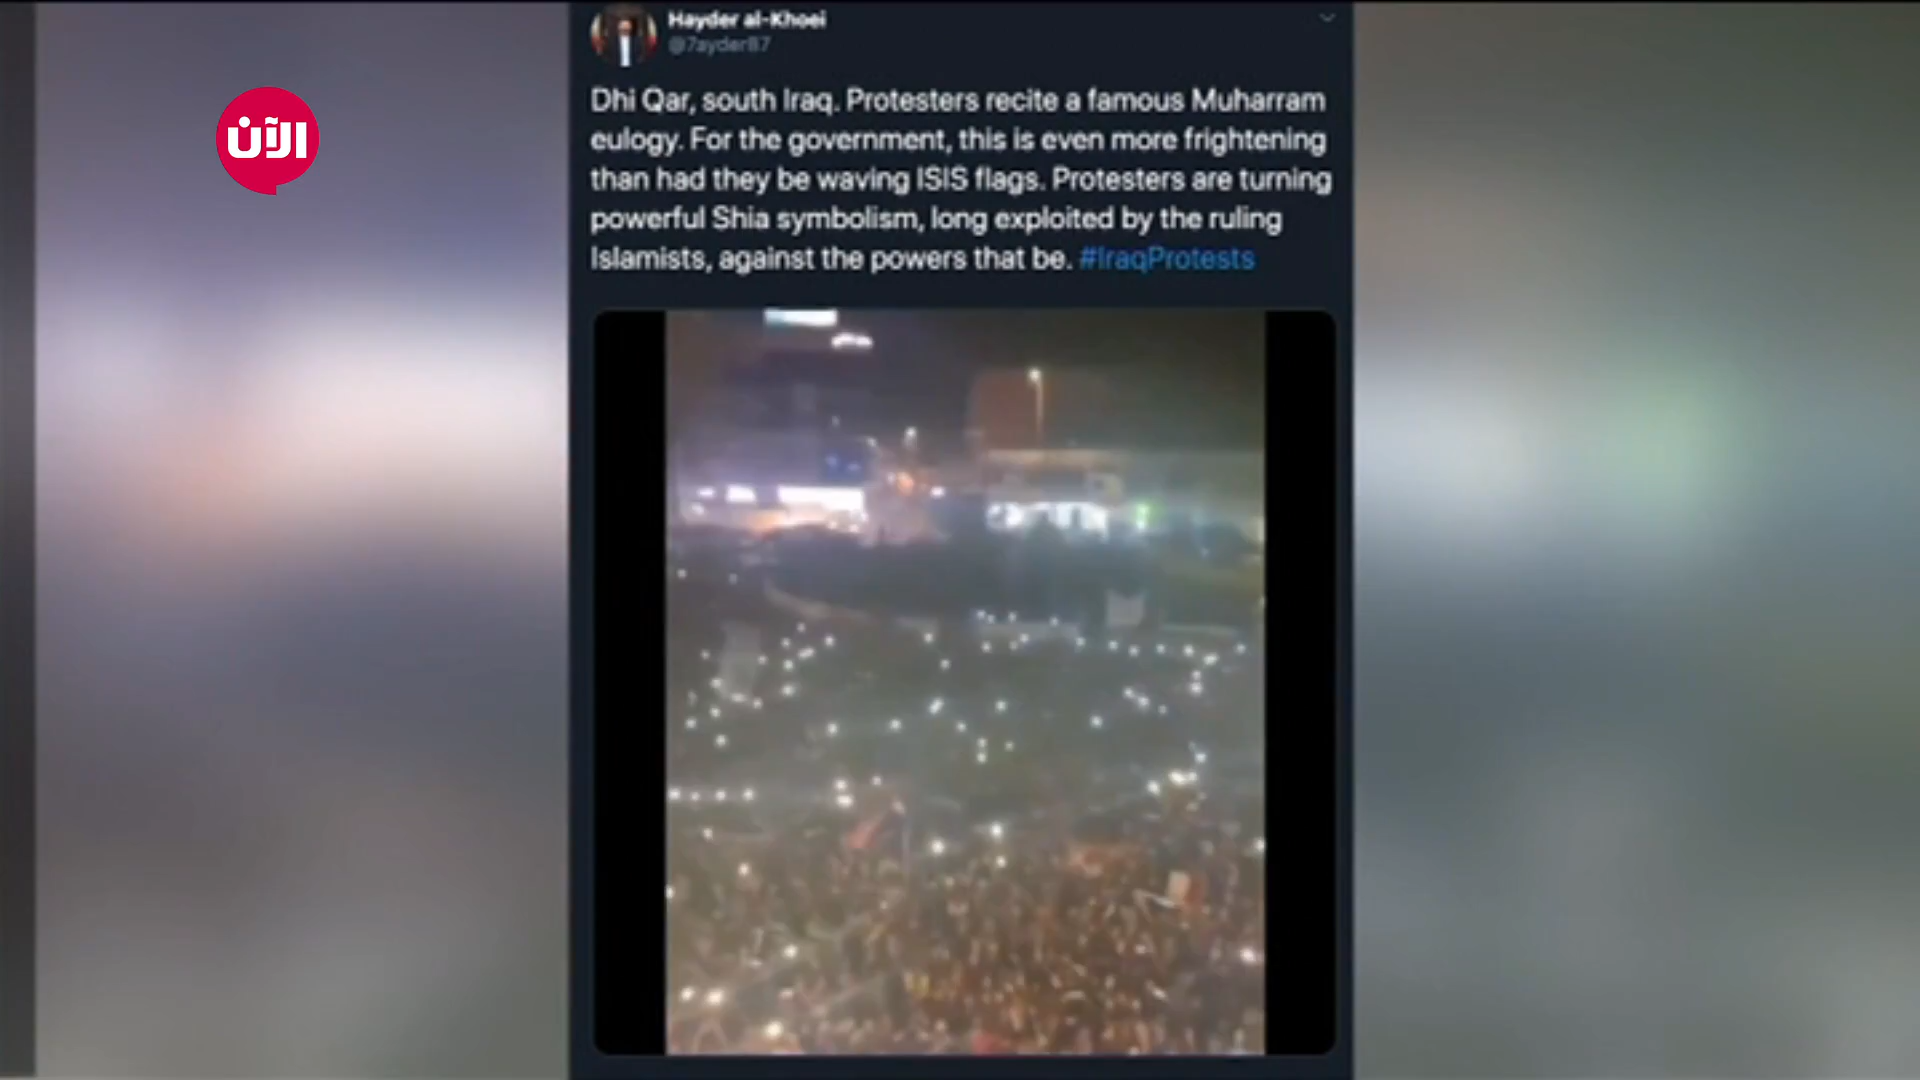 Hayder al-Khoei
@7ayder87
الآن
Dhi Qar, south Iraq. Protesters recite a famous Muharram
eulogy. For the government, this is even more frightening
than had they be waving ISIS flags. Protesters are turning
powerful Shia symbolism, long exploited by the ruling
Islamists, against the powers that be. #IraqProtests